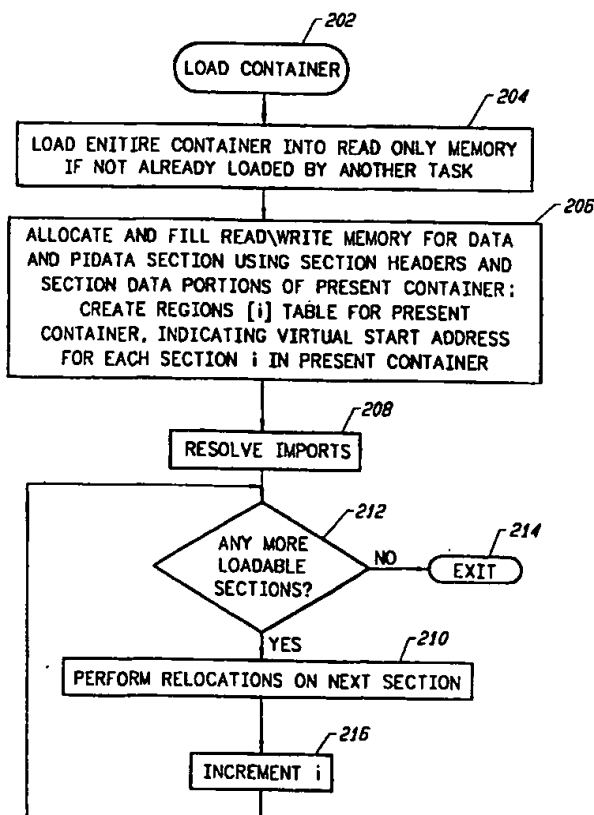 202
LOAD CONTAINER
204
LOAD ENITIRE CONTAINER INTO READ ONLY MEMORY
IF NOT ALREADY LOADED BY ANOTHER TASK
206
ALLOCATE AND FILL READ\WRITE MEMORY FOR DATA
AND PIDATA SECTION USING SECTION HEADERS AND
SECTION DATA PORTIONS OF PRESENT CONTAINER:
CREATE REGIONS [i] TABLE FOR PRESENT
CONTAINER, INDICATING VIRTUAL START ADDRESS
FOR EACH SECTION i IN PRESENT CONTAINER
208
RESOLVE IMPORTS
212
ANY MORE
LOADABLE
SECTIONS?
NO
214
EXIT
YES
210
PERFORM RELOCATIONS ON NEXT SECTION
216
INCREMENT i